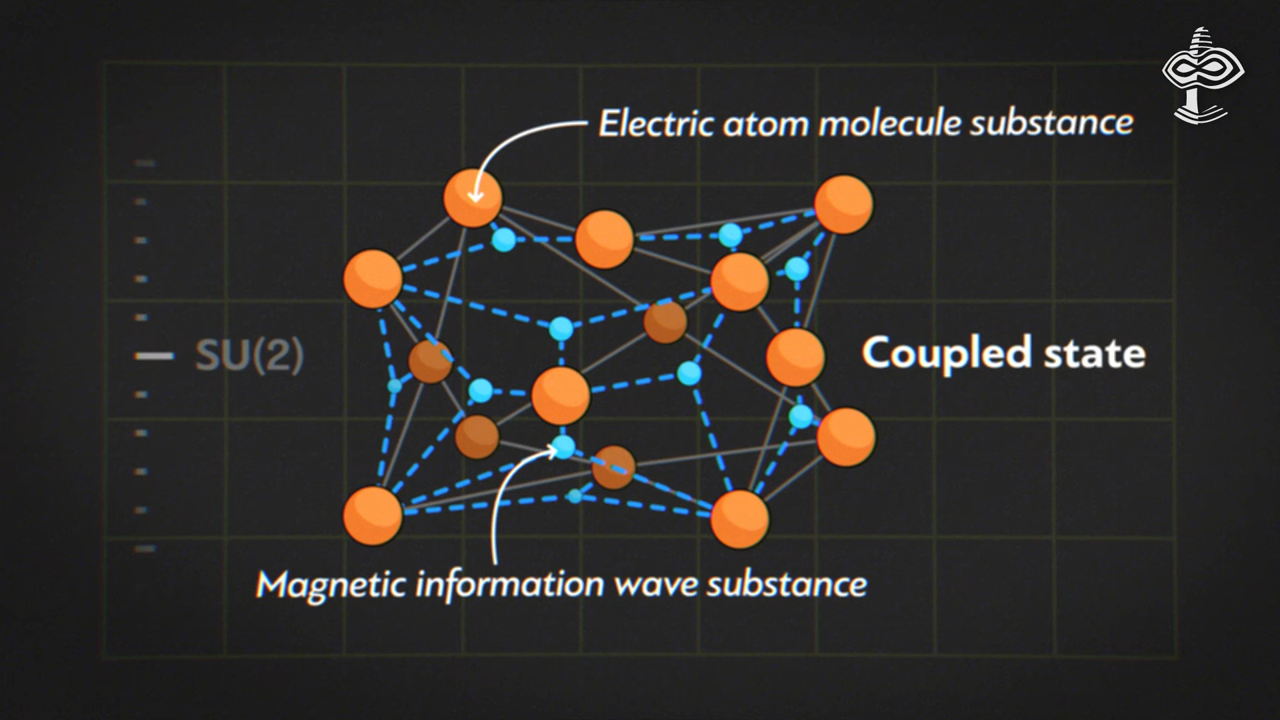 Electric atom molecule substance
SU(2)
Coupled state
Magnetic information wave substance